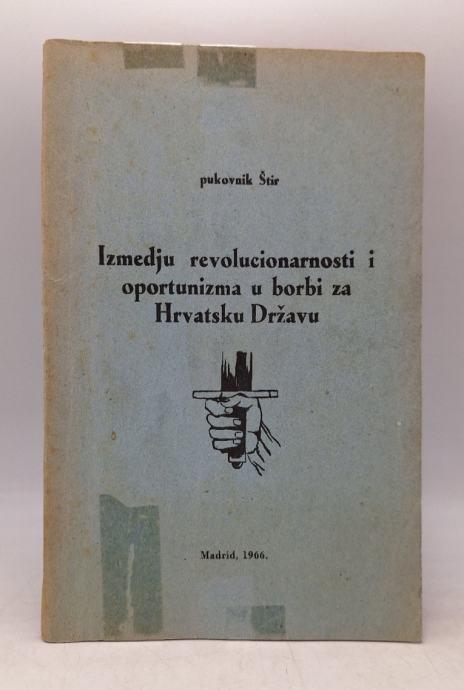 pukovnik Štir
Izmedju revolucionarnosti i
oportunizma u borbi za
Hrvatsku Državu
Madrid, 1966.